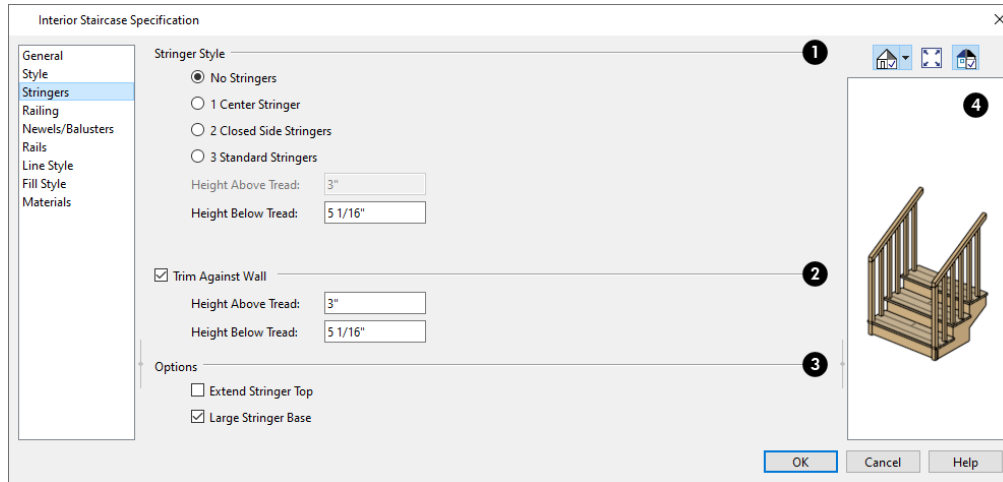 Interior Staircase Specification
General
Style
Stringers
Railing
Newels/Balusters
Rails
Line Style
Fill Style
Materials
Stringer Style
1
No Stringers
1 Center Stringer
2 Closed Side Stringers
3 Standard Stringers
Height Above Tread: 3"
Height Below Tread: 5 1/16"
Trim Against Wall
2
Height Above Tread: 3"
Height Below Tread: 5 1/16"
Options
3
Extend Stringer Top
Large Stringer Base
4
OK
Cancel
Help